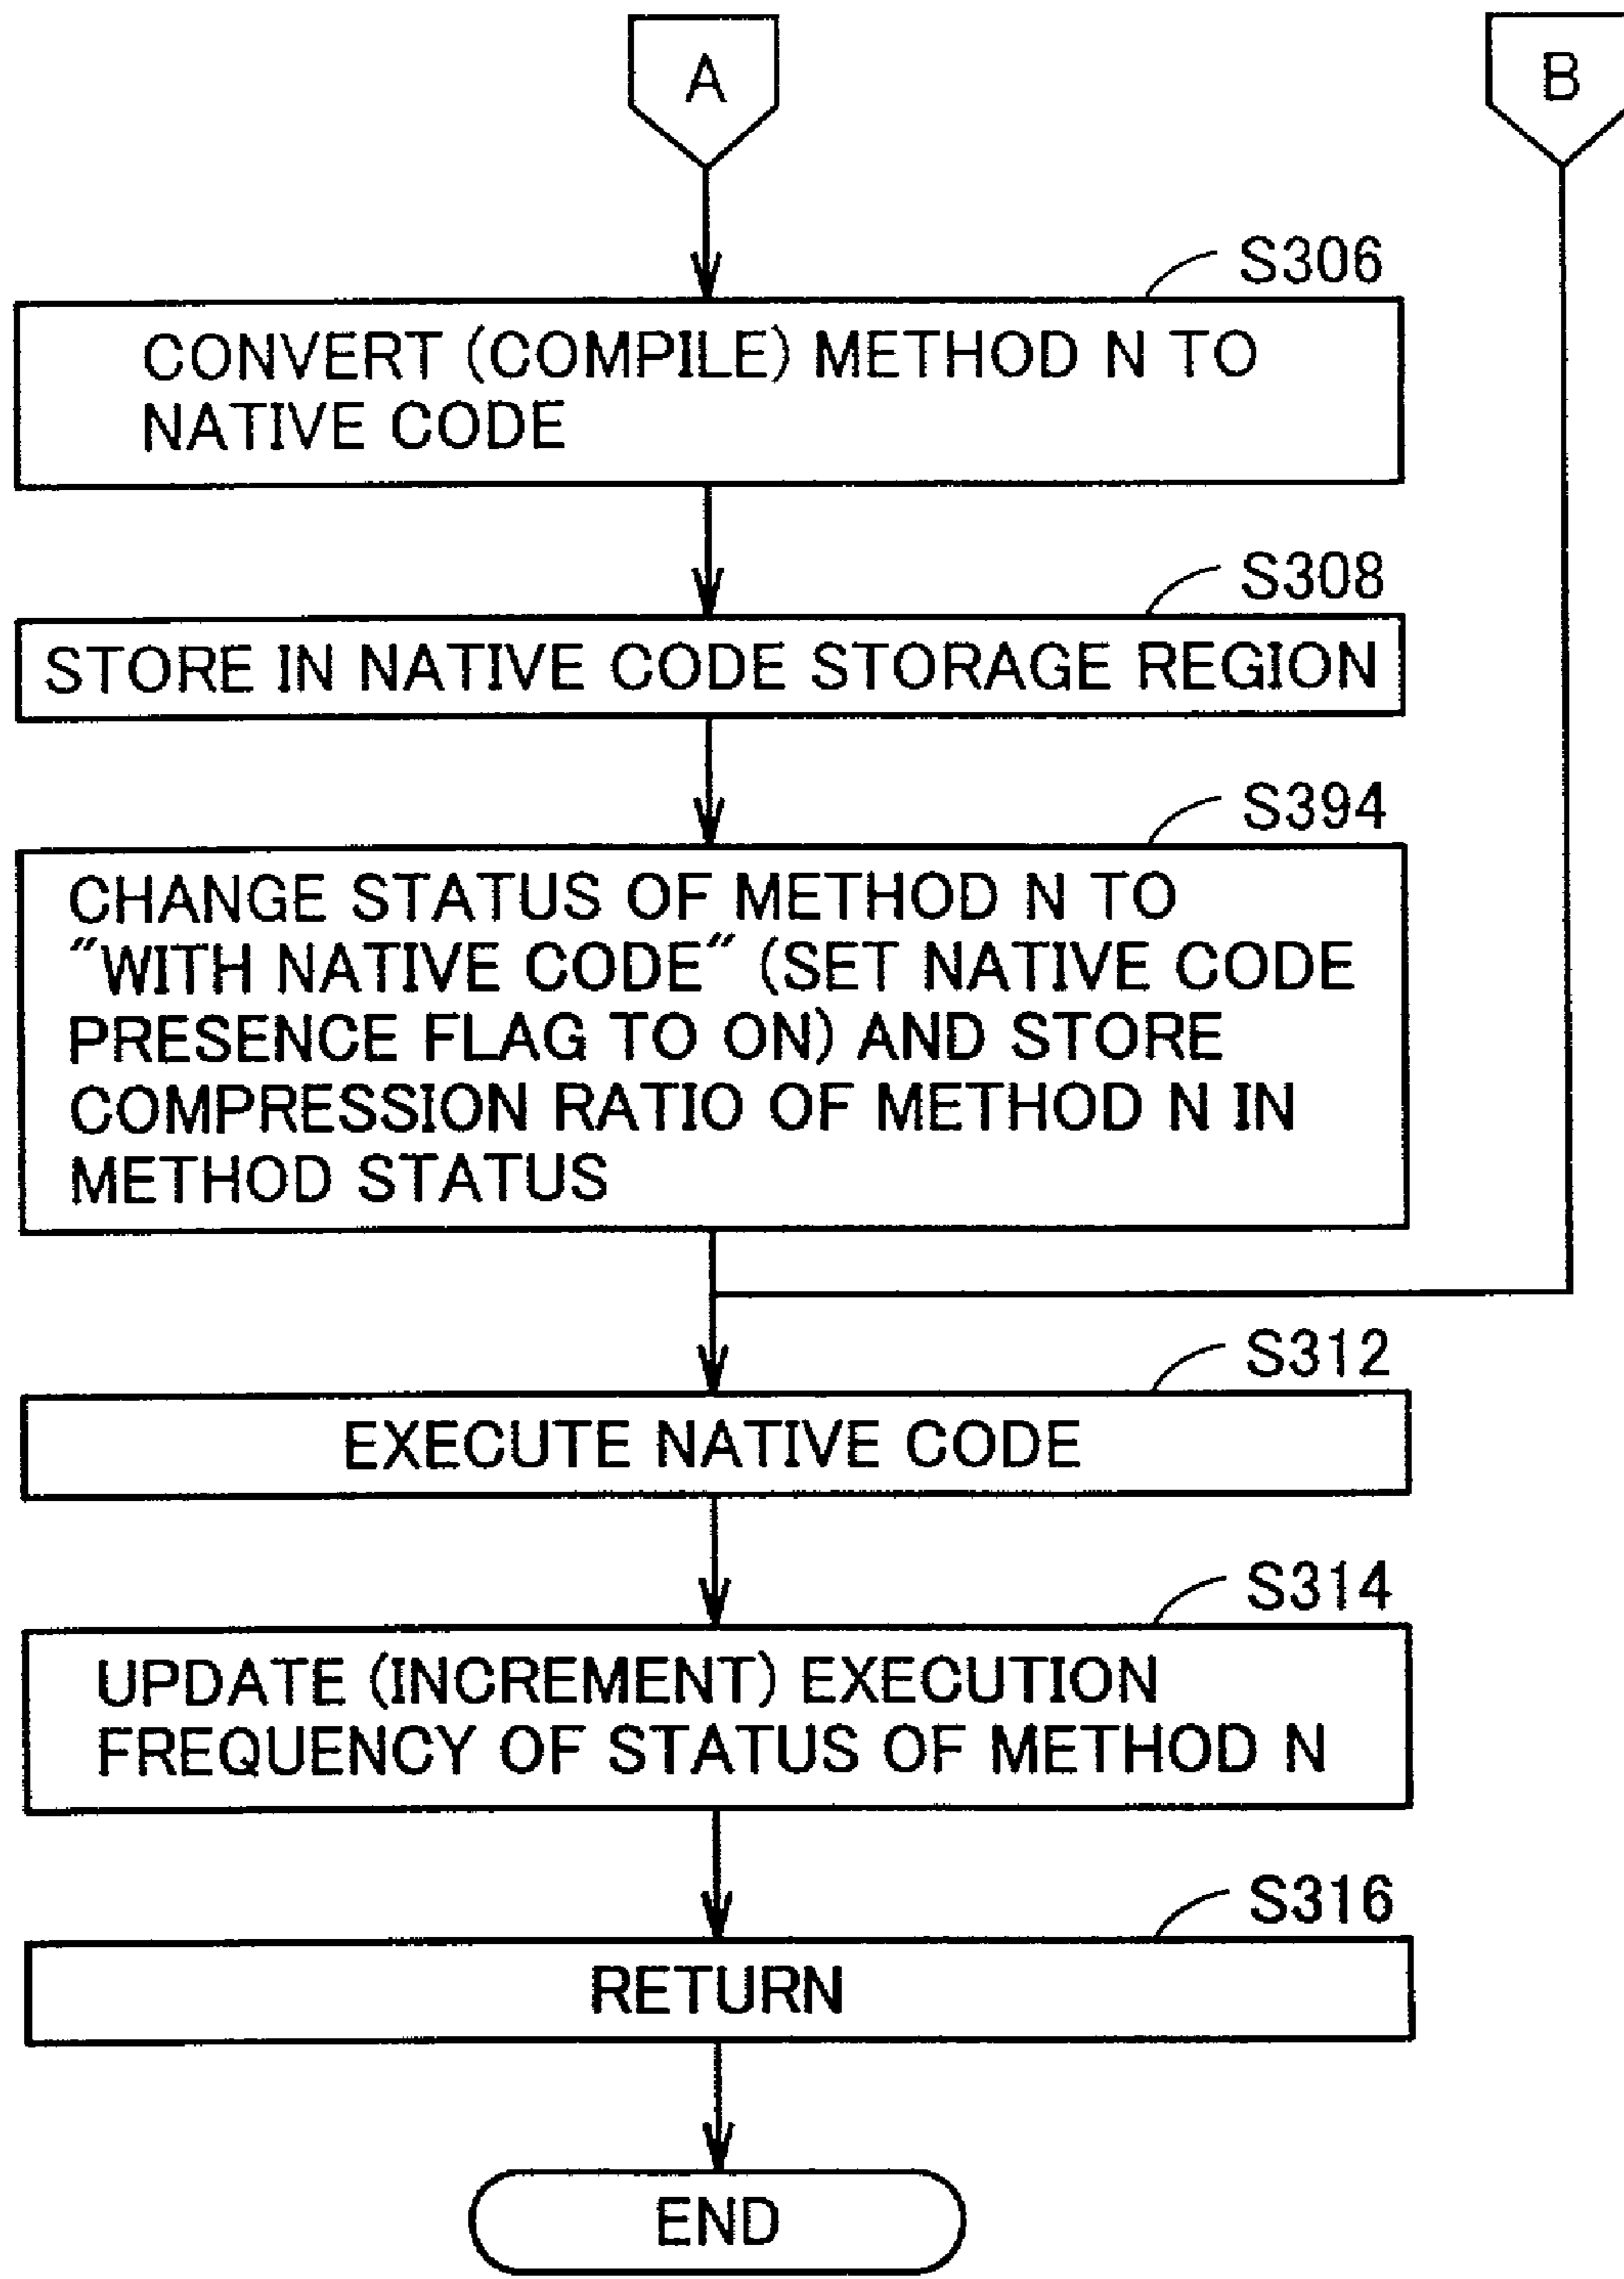 A
B
S306
CONVERT (COMPILE) METHOD N TO
NATIVE CODE
S308
STORE IN NATIVE CODE STORAGE REGION
S394
CHANGE STATUS OF METHOD N TO
"WITH NATIVE CODE" (SET NATIVE CODE
PRESENCE FLAG TO ON) AND STORE
COMPRESSION RATIO OF METHOD N IN
METHOD STATUS
S312
EXECUTE NATIVE CODE
S314
UPDATE (INCREMENT) EXECUTION
FREQUENCY OF STATUS OF METHOD N
S316
RETURN
END